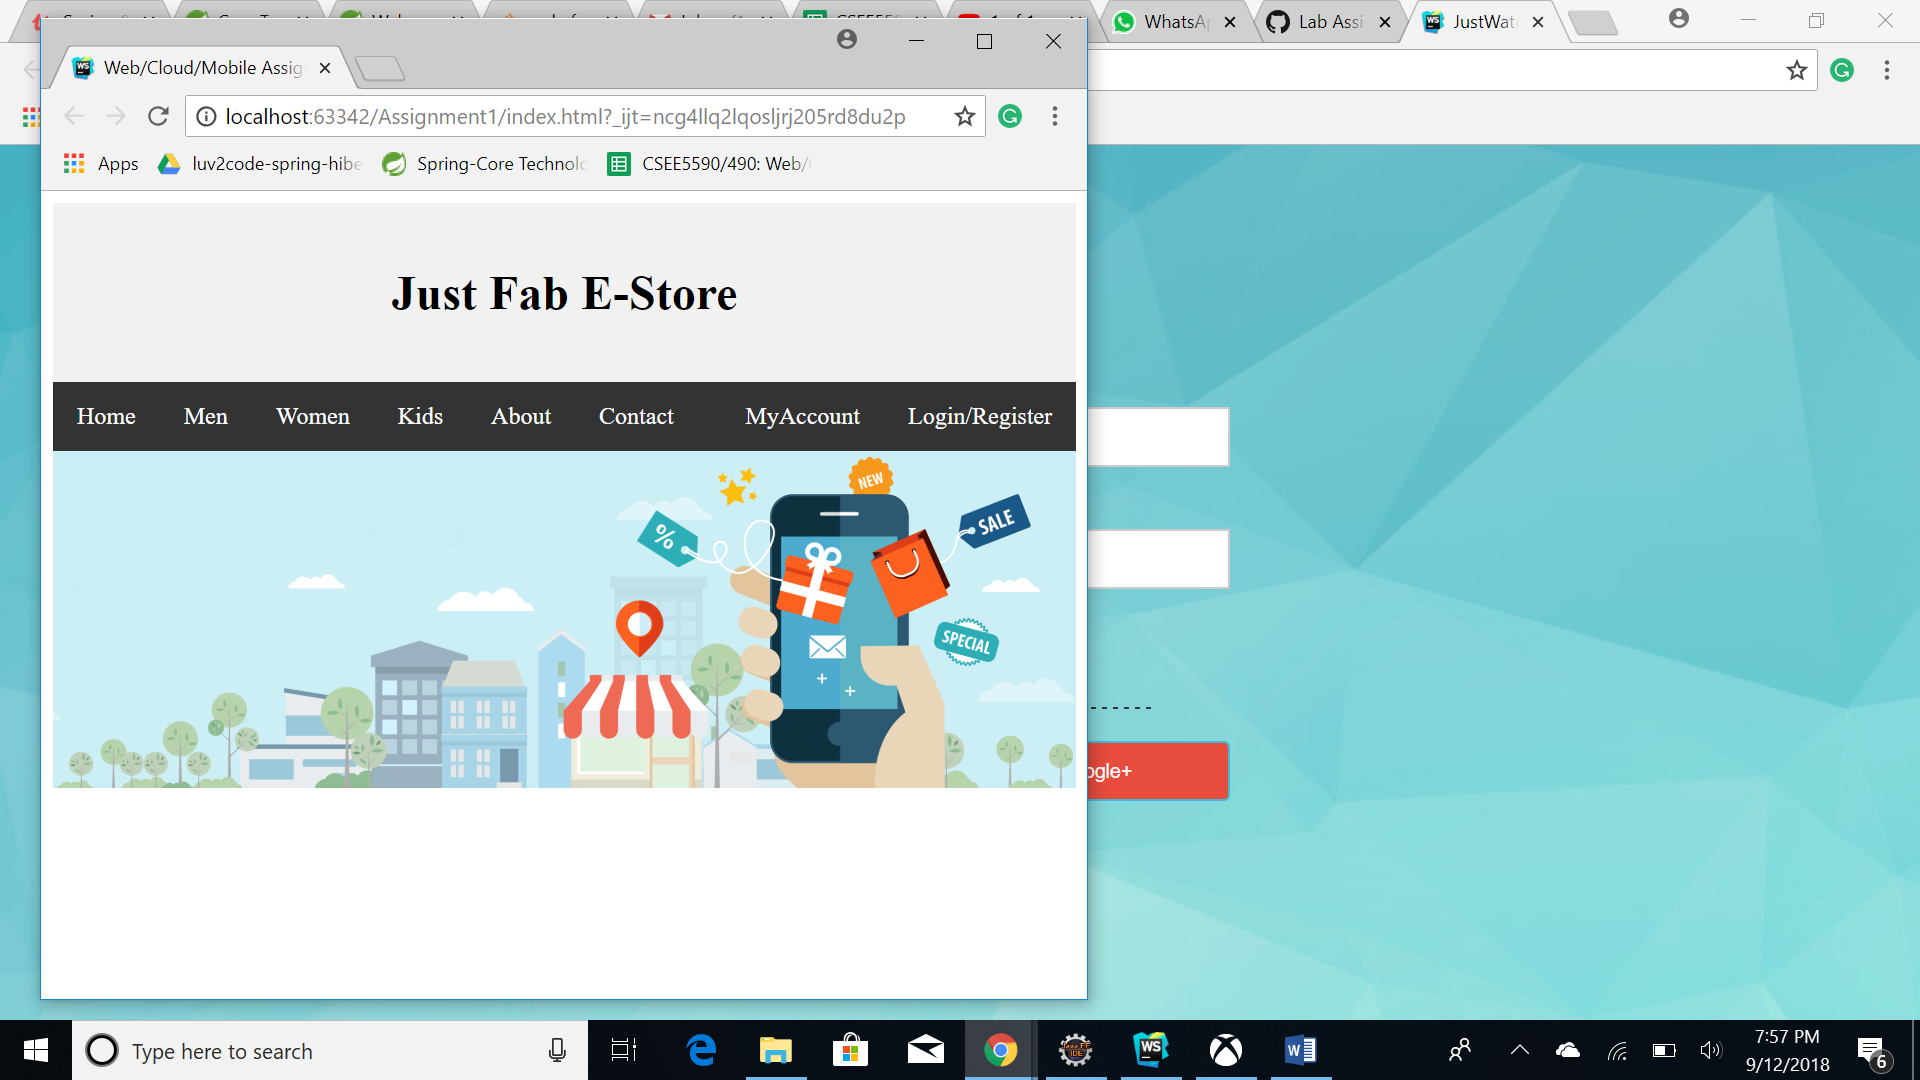 WhatsAp
Lab Assi
JustWat
Web/Cloud/Mobile Assig
localhost:63342/Assignment1/index.html?_ijt=ncg4llq2lqosljrj205rd8du2p
Apps luv2code-spring-hibe Spring-Core Technolo CSEE5590/490: Web/
Just Fab E-Store
Home Men Women Kids About Contact MyAccount Login/Register
NEW
%
SALE
SPECIAL
ogle+
Type here to search
WS
7:57 PM
9/12/2018
6